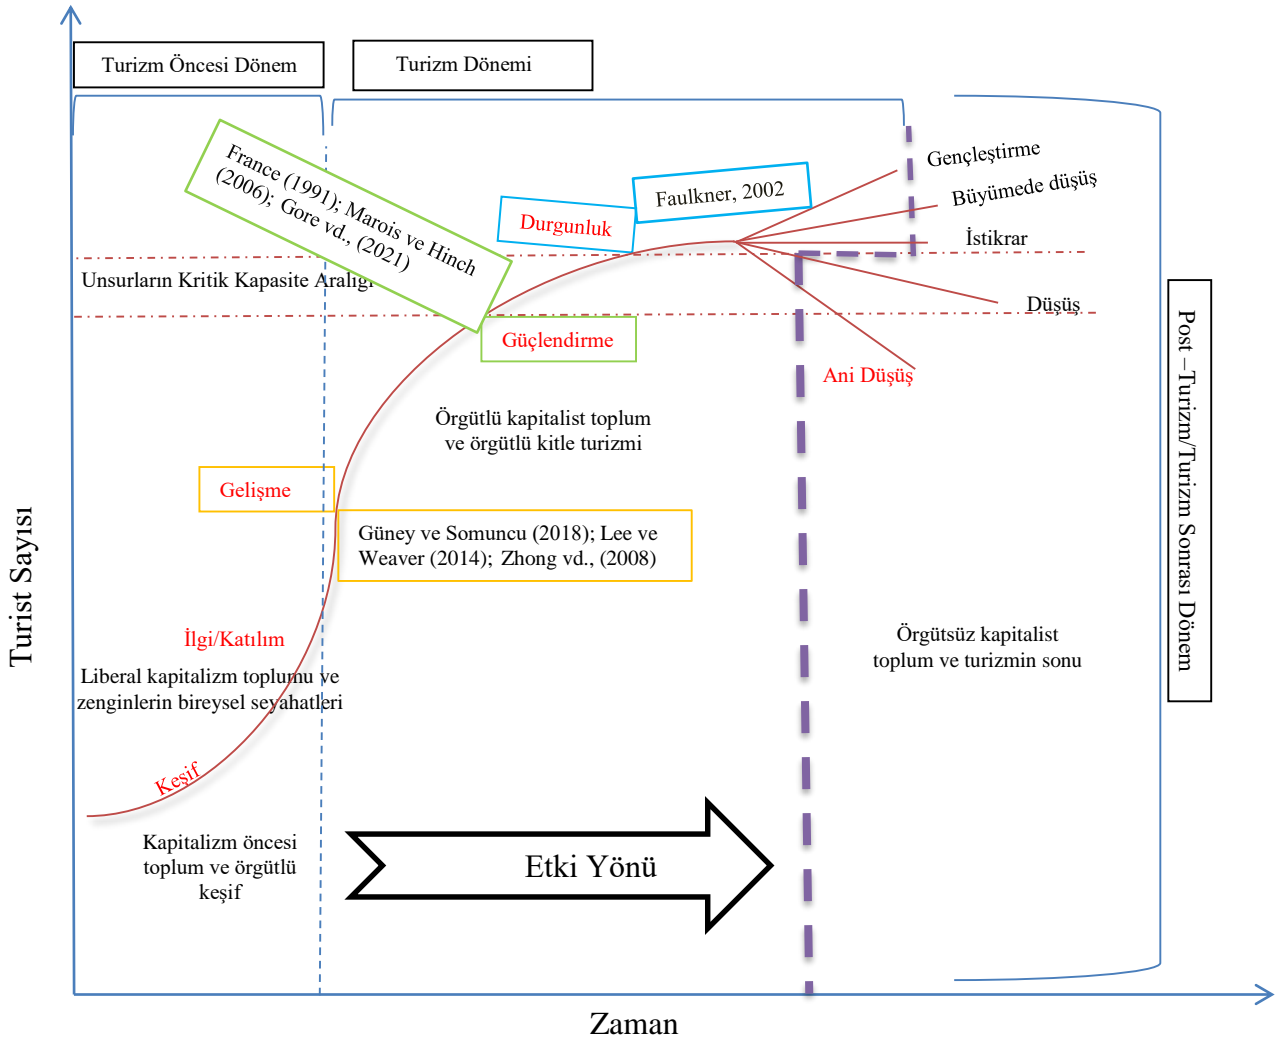 Turizm Öncesi Dönem
Turizm Dönemi
France (1991); Marois ve Hinch
(2006); Gore vd., (2021)
Durgunluk
Faulkner, 2002
Gençleştirme
Büyümede düşüş
İstikrar
Düşüş
Ani Düşüş
Unsurların Kritik Kapasite Aralığı
Güçlendirme
Örgütlü kapitalist toplum
ve örgütlü kitle turizmi
Gelişme
Güney ve Somuncu (2018); Lee ve
Weaver (2014); Zhong vd., (2008)
İlgi/Katılım
Liberal kapitalizm toplumu ve
zenginlerin bireysel seyahatleri
Keşif
Kapitalizm öncesi
toplum ve örgütlü
keşif
Etki Yönü
Örgütsüz kapitalist
toplum ve turizmin sonu
Post –Turizm/Turizm Sonrası Dönem
Turist Sayısı
Zaman